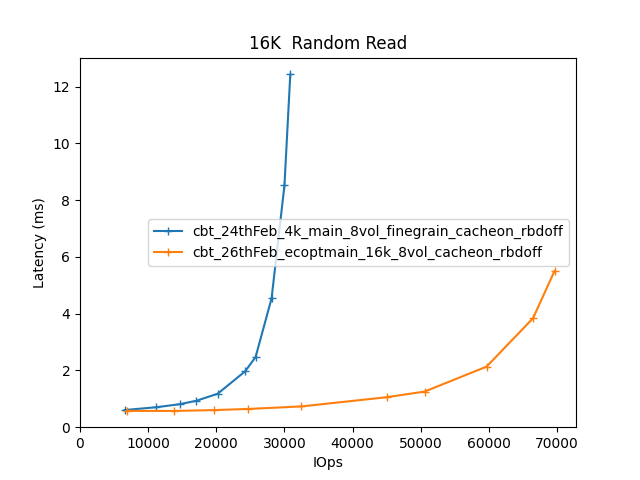 16K  Random Read
Latency (ms)
12
10
8
6
4
2
0
cbt_24thFeb_4k_main_8vol_finegrain_cacheon_rbdoff
cbt_26thFeb_ecoptmain_16k_8vol_cacheon_rbdoff
0 10000 20000 30000 40000 50000 60000 70000
IOps